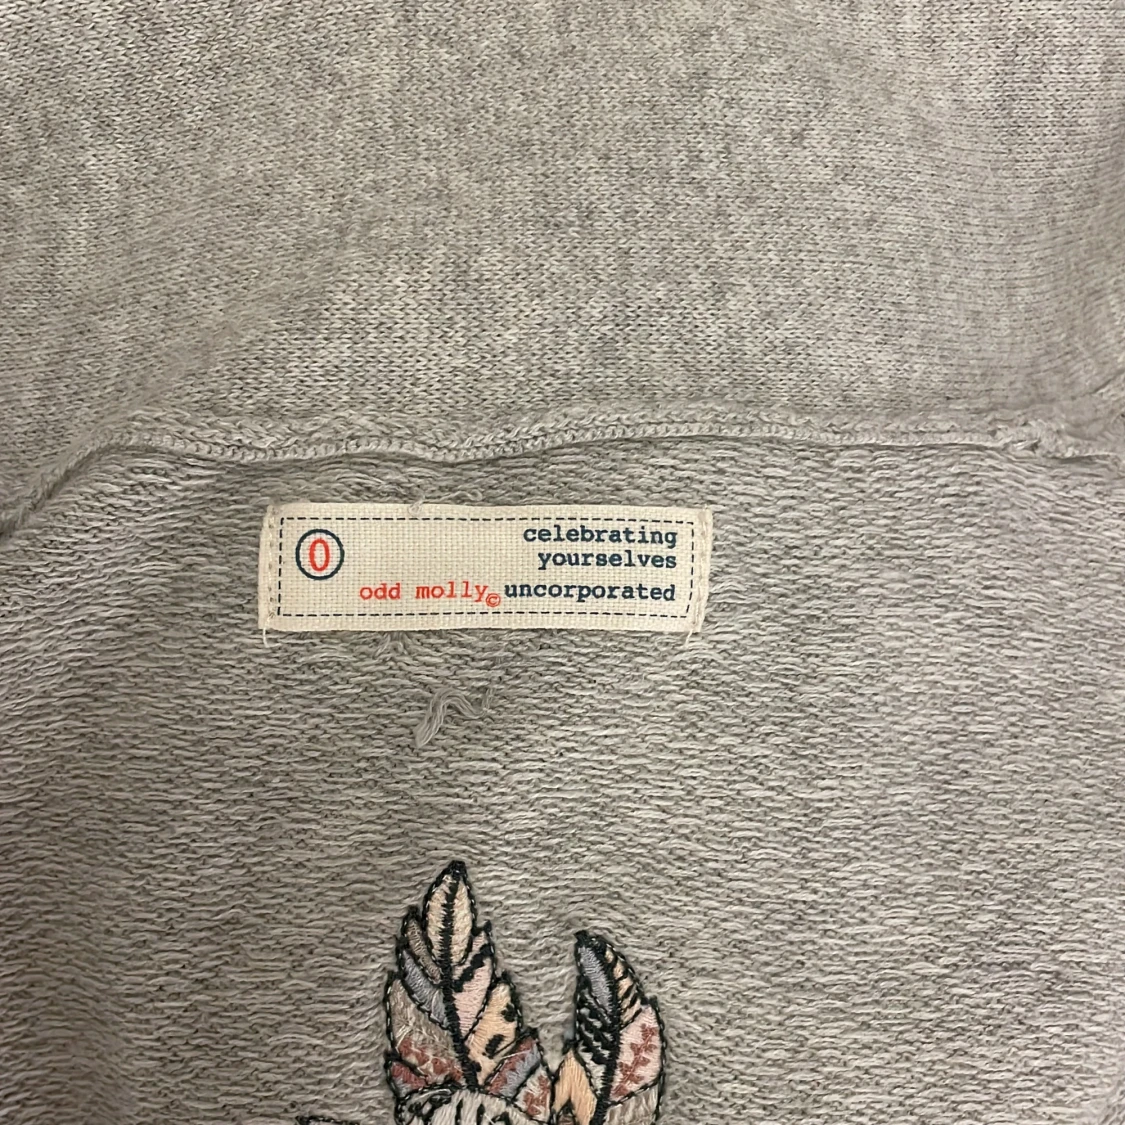 0
celebrating
yourselves
odd molly© uncorporated